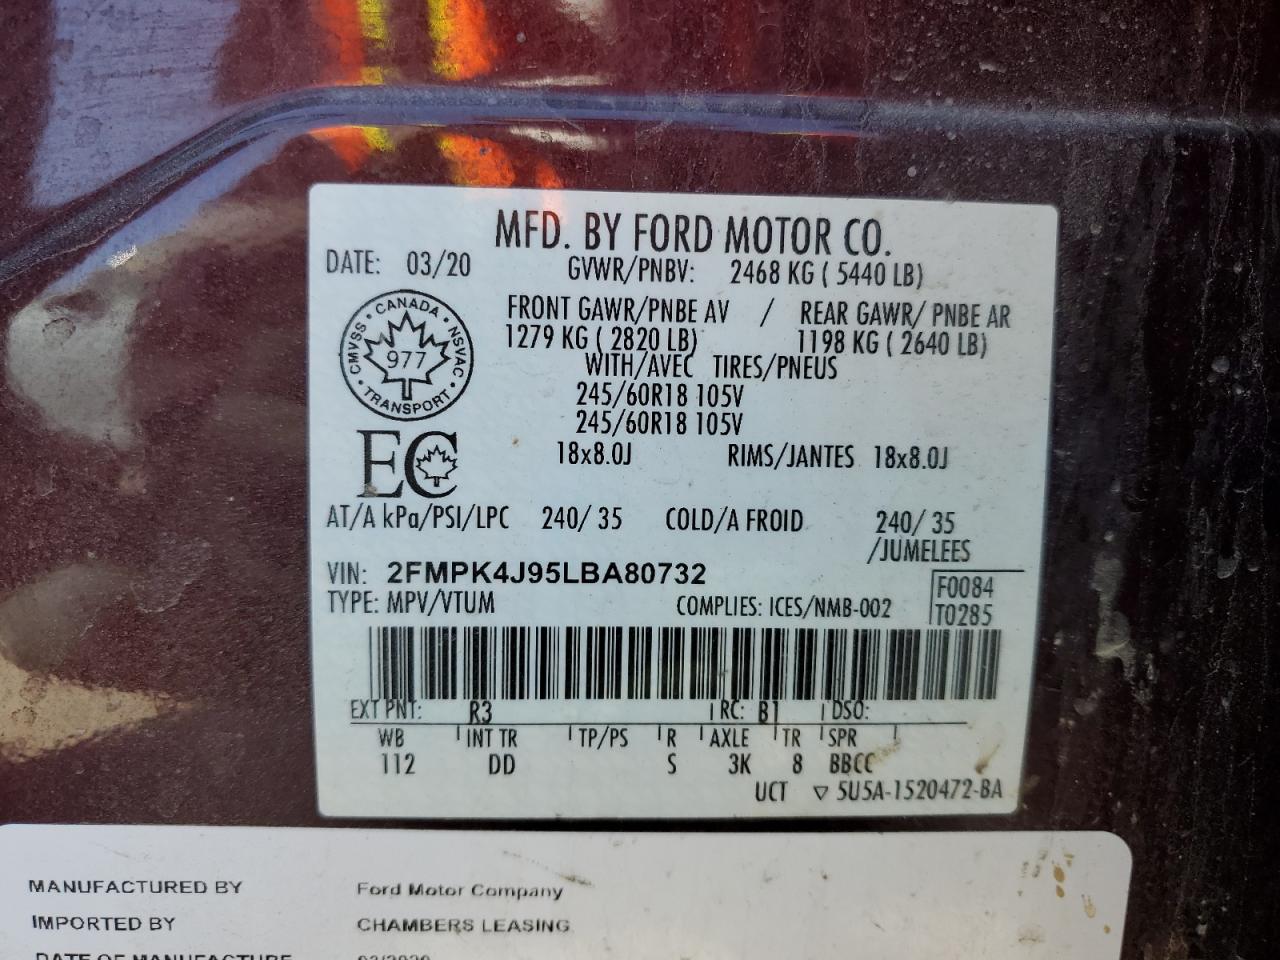 MFD. BY FORD MOTOR CO.
DATE: 03/20 GVWR/PNBV: 2468 KG ( 5440 LB)
FRONT GAWR/PNBE AV / REAR GAWR/ PNBE AR
1279 KG ( 2820 LB) 1198 KG ( 2640 LB)
WITH/AVEC TIRES/PNEUS
245/60R18 105V
245/60R18 105V
18x8.0J RIMS/JANTES 18x8.0J
CANADA · NSVAC · TRANSPORT · CMVSS
977
EC
AT/A kPa/PSI/LPC 240/ 35 COLD/A FROID 240/ 35
/JUMELEES
VIN: 2FMPK4J95LBA80732
TYPE: MPV/VTUM COMPLIES: ICES/NMB-002
F0084
T0285
EXT PNT: R3 RC: B1 DSO:
WB INT TR TP/PS R AXLE TR SPR
112 DD S 3K 8 BBCC
UCT ▽ 5U5A-1520472-BA
MANUFACTURED BY Ford Motor Company
IMPORTED BY CHAMBERS LEASING
DATE OF MANUFACTURE 03/2020